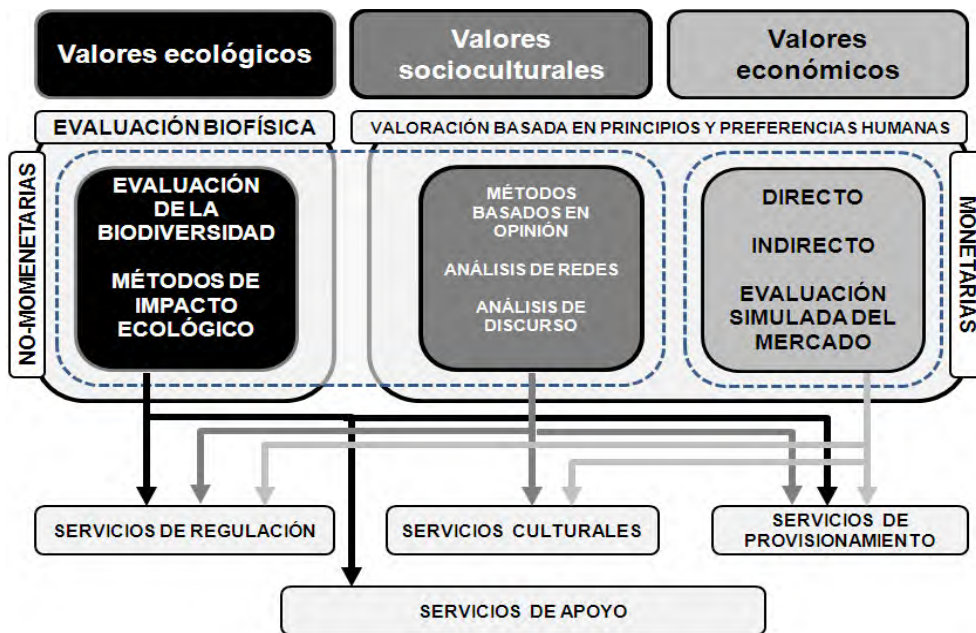 Valores ecológicos
Valores
socioculturales
Valores
económicos
EVALUACIÓN BIOFÍSICA
VALORACIÓN BASADA EN PRINCIPIOS Y PREFERENCIAS HUMANAS
NO-MOMENETARIAS
EVALUACIÓN
DE LA
BIODIVERSIDAD
MÉTODOS DE
IMPACTO
ECOLÓGICO
MÉTODOS
BASADOS EN
OPINIÓN
ANÁLISIS DE REDES
ANÁLISIS DE
DISCURSO
DIRECTO
INDIRECTO
EVALUACIÓN
SIMULADA DEL
MERCADO
MONETARIAS
SERVICIOS DE REGULACIÓN
SERVICIOS CULTURALES
SERVICIOS DE
PROVISIONAMIENTO
SERVICIOS DE APOYO